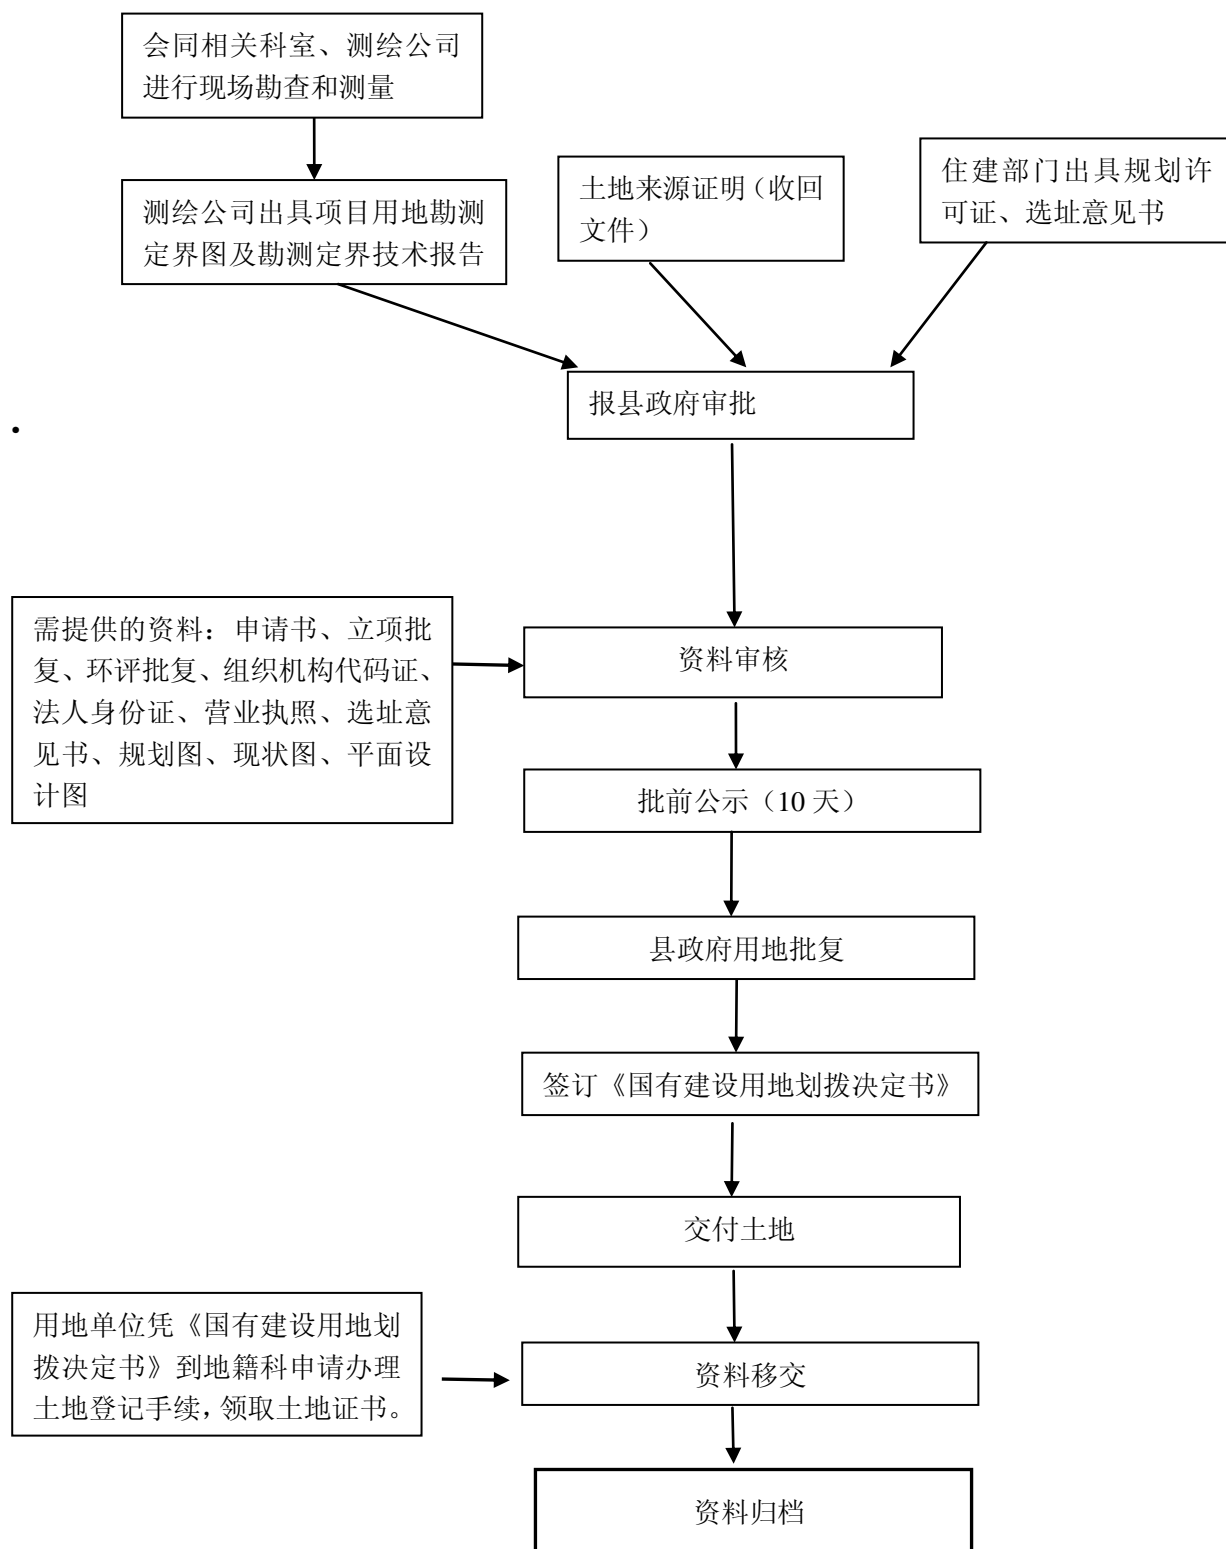 会同相关科室、测绘公司
进行现场勘查和测量
测绘公司出具项目用地勘测
定界图及勘测定界技术报告
土地来源证明（收回
文件）
住建部门出具规划许
可证、选址意见书
报县政府审批
需提供的资料：申请书、立项批
复、环评批复、组织机构代码证、
法人身份证、营业执照、选址意
见书、规划图、现状图、平面设
计图
资料审核
批前公示（10 天）
县政府用地批复
签订《国有建设用地划拨决定书》
交付土地
用地单位凭《国有建设用地划
拨决定书》到地籍科申请办理
土地登记手续，领取土地证书。
资料移交
资料归档